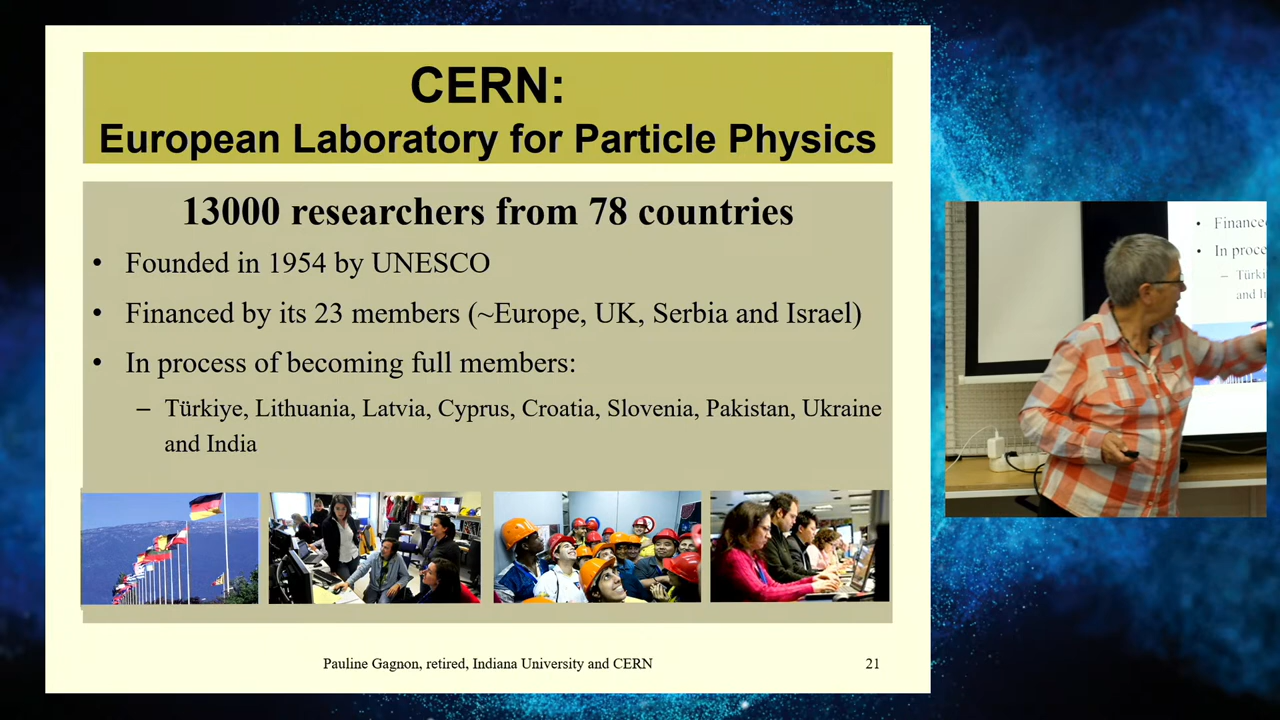 CERN:
European Laboratory for Particle Physics
13000 researchers from 78 countries
• Founded in 1954 by UNESCO
• Financed by its 23 members (~Europe, UK, Serbia and Israel)
• In process of becoming full members:
– Türkiye, Lithuania, Latvia, Cyprus, Croatia, Slovenia, Pakistan, Ukraine
and India
Pauline Gagnon, retired, Indiana University and CERN
21
• Finance
• In proce
– Türki
and I